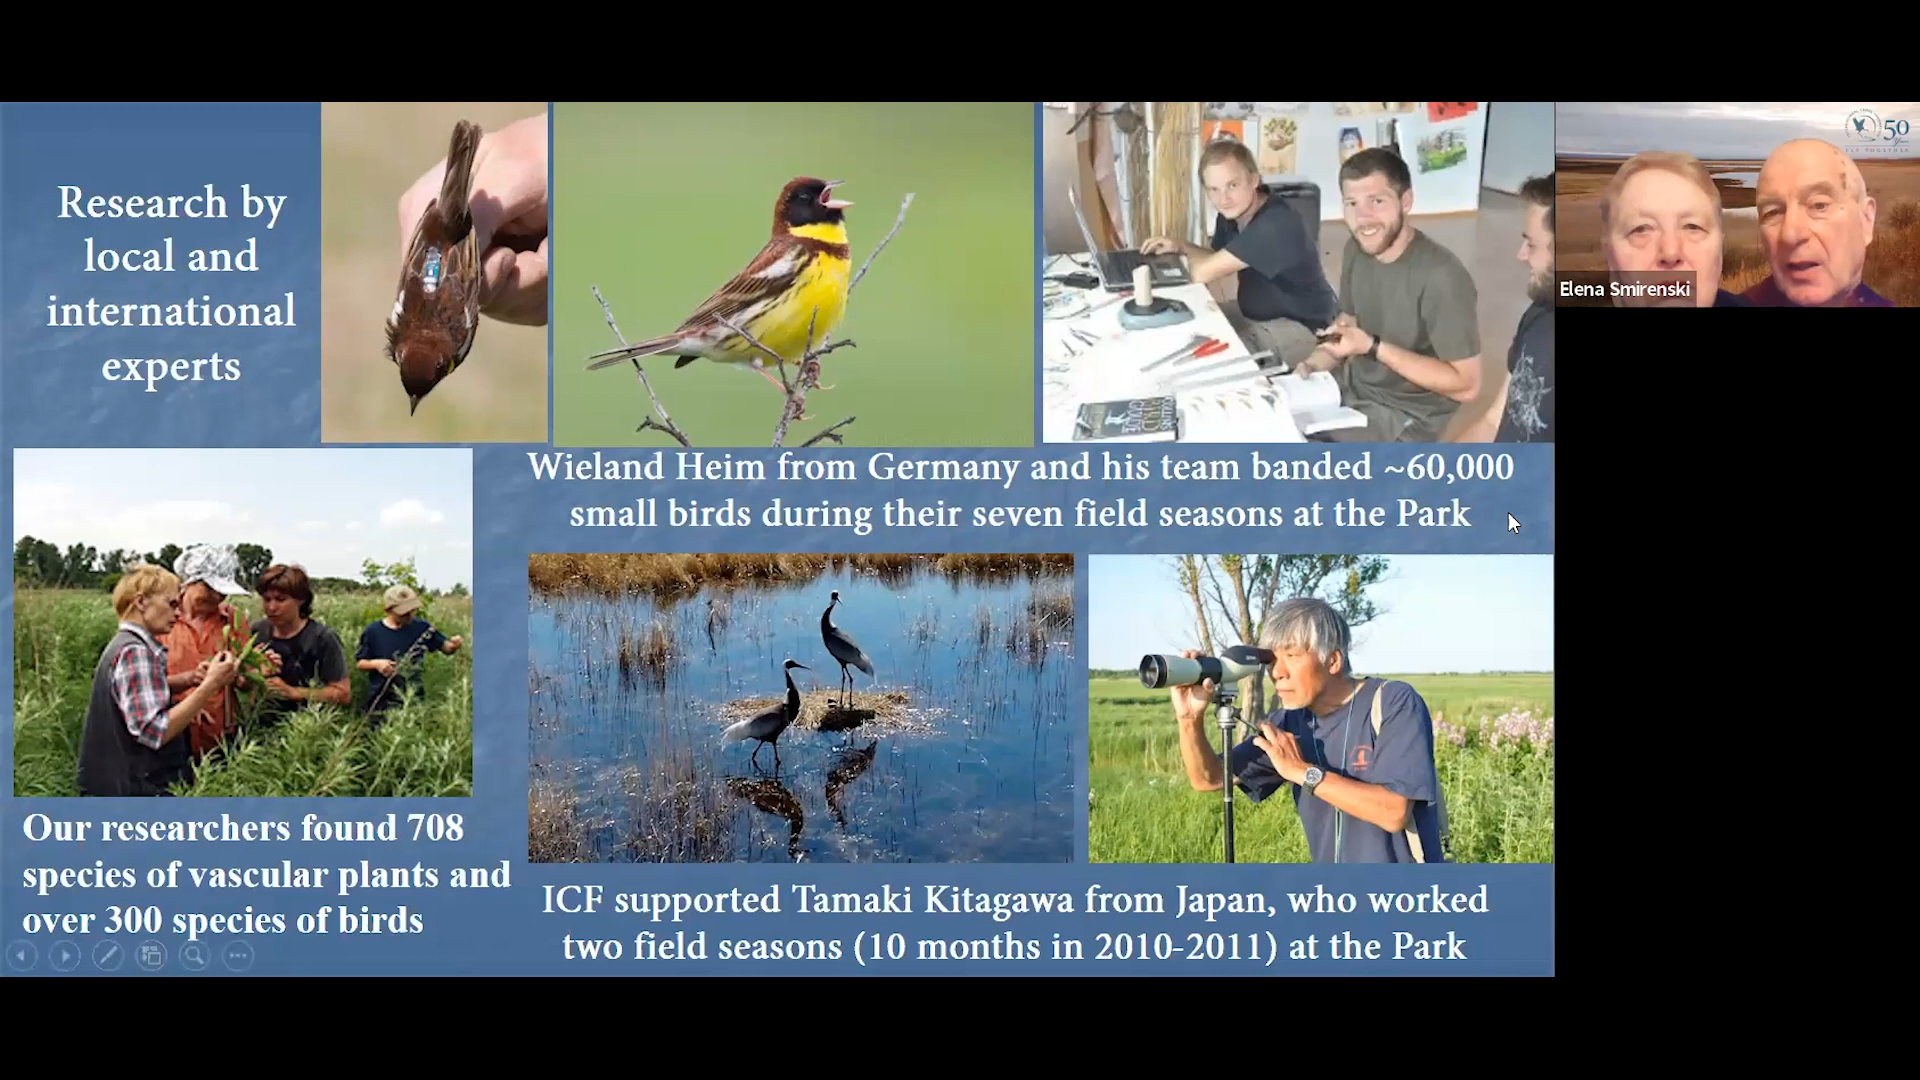 Research by
local and
international
experts
Wieland Heim from Germany and his team banded ~60,000
small birds during their seven field seasons at the Park
Our researchers found 708
species of vascular plants and
over 300 species of birds
ICF supported Tamaki Kitagawa from Japan, who worked
two field seasons (10 months in 2010-2011) at the Park
50
Elena Smirenski